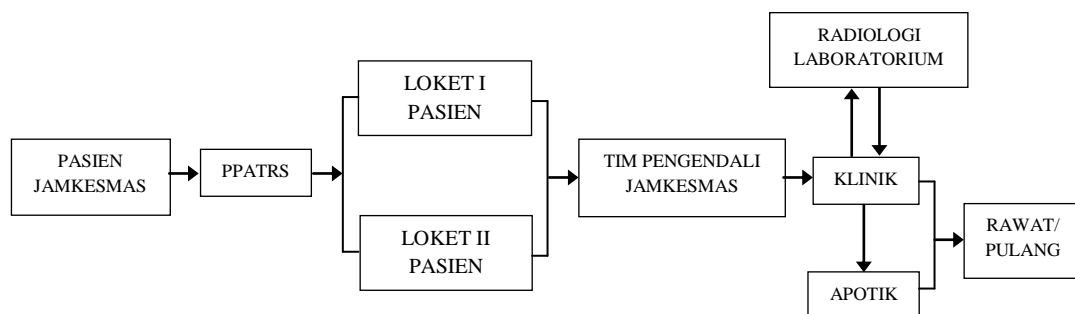 PASIEN
JAMKESMAS
PPATRS
LOKET I
PASIEN
LOKET II
PASIEN
TIM PENGENDALI
JAMKESMAS
RADIOLOGI
LABORATORIUM
KLINIK
APOTIK
RAWAT/
PULANG